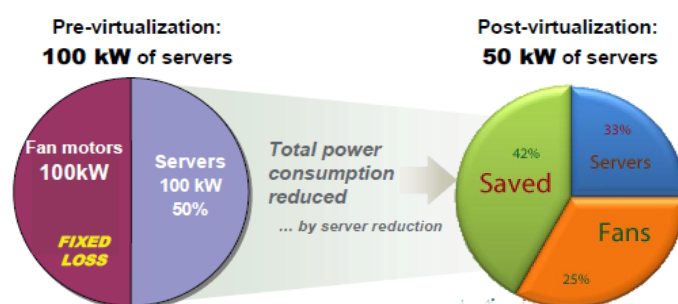 Pre-virtualization:
100 kW of servers
Fan motors
100kW
FIXED
LOSS
Servers
100 kW
50%
Total power
consumption
reduced
... by server reduction
Post-virtualization:
50 kW of servers
42%
Saved
33%
Servers
Fans
25%